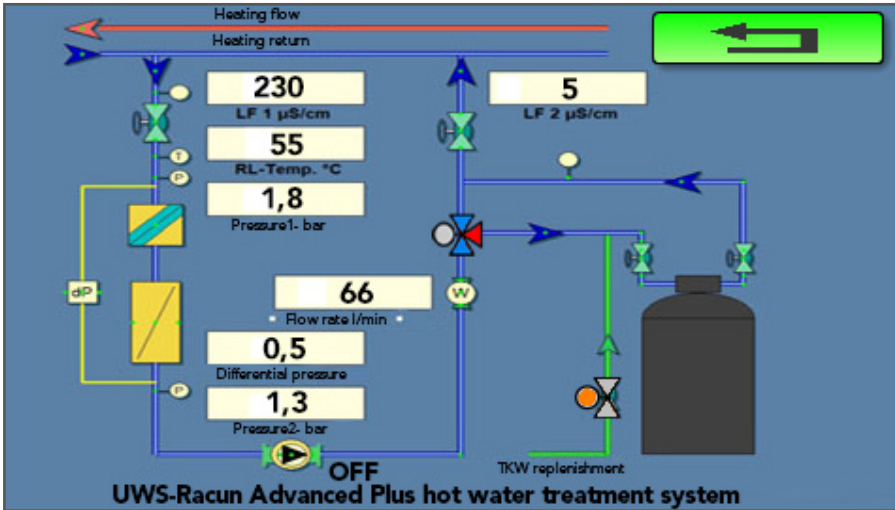 Heating flow
Heating return
230
LF 1 µS/cm
5
LF 2 µS/cm
55
RL-Temp. °C
T
P
1,8
Pressure1- bar
dP
66
Flow rate l/min
W
0,5
Differential pressure
P
1,3
Pressure2- bar
OFF
TKW replenishment
UWS-Racun Advanced Plus hot water treatment system